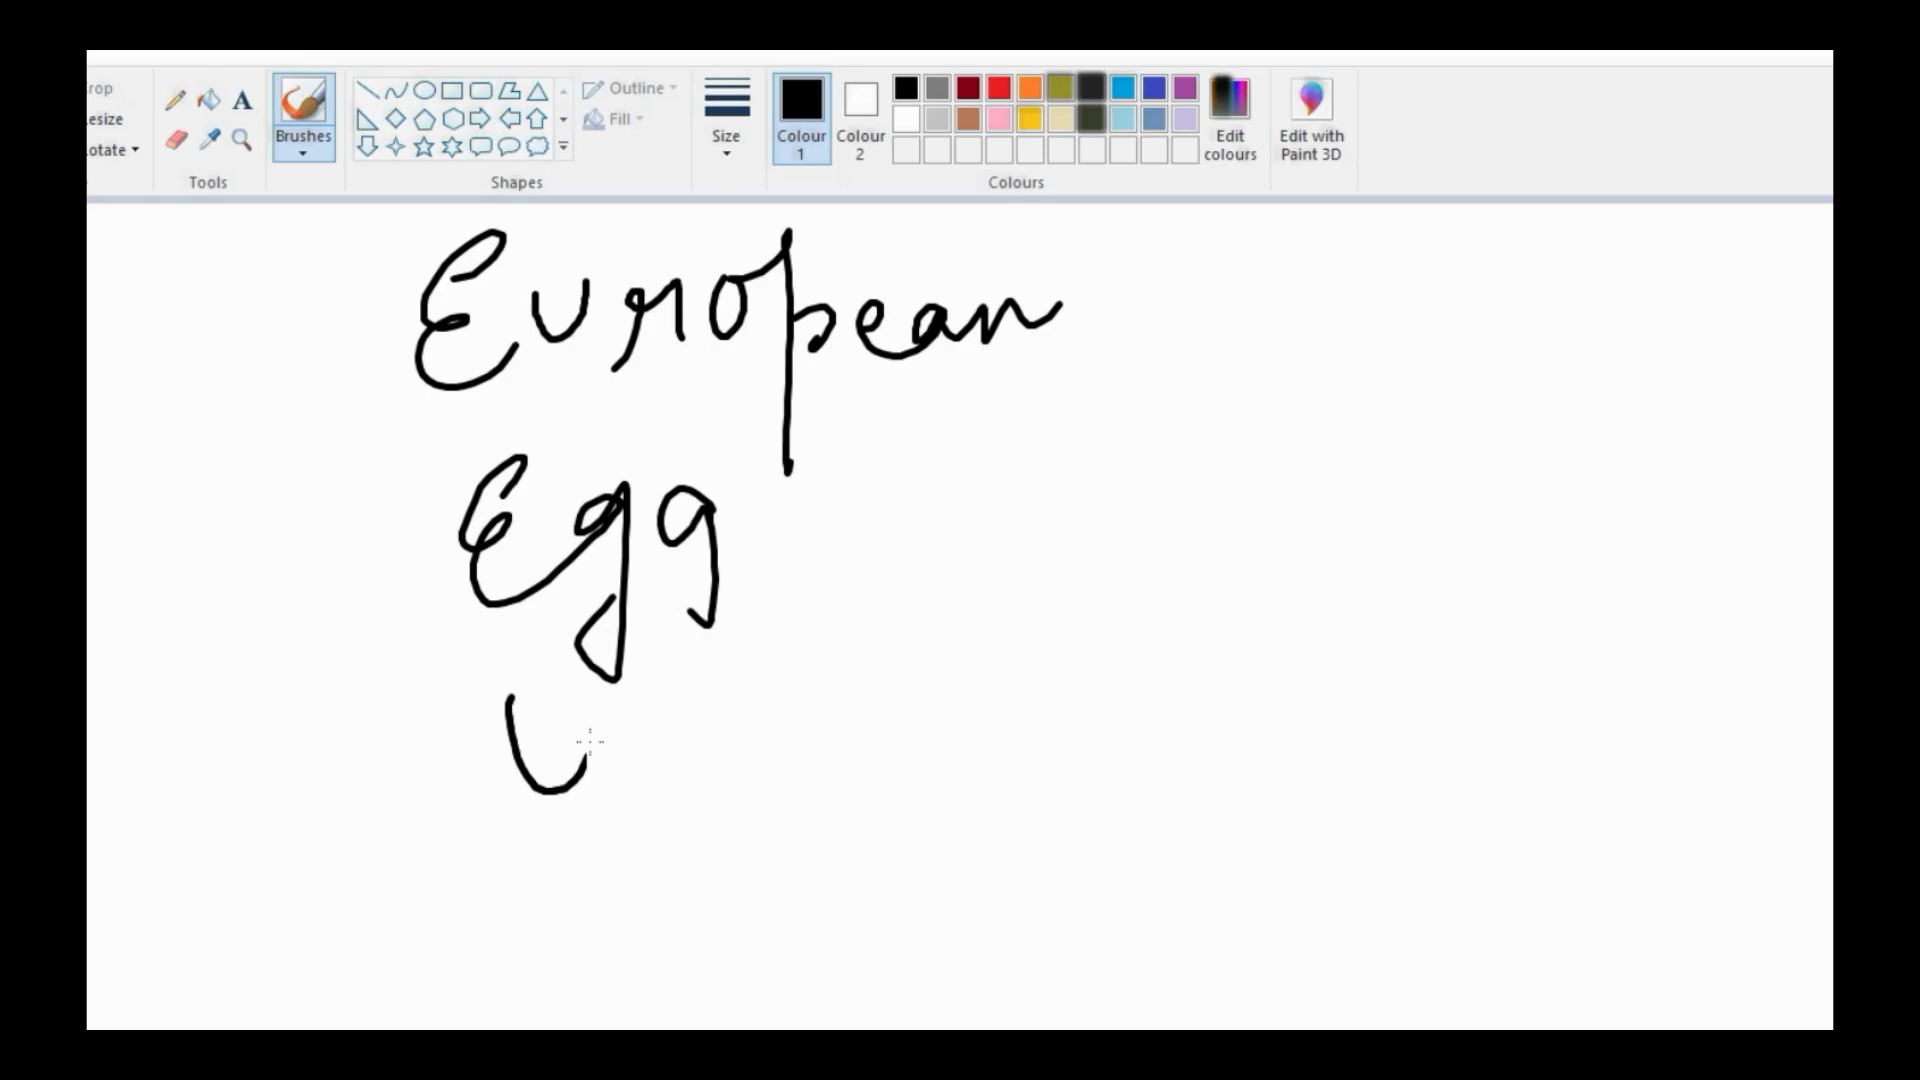 rop
esize
otate
A
Tools
Brushes
Shapes
Outline
Fill
Size
Colour 1
Colour 2
Colours
Edit colours
Edit with Paint 3D
European
Egg
U